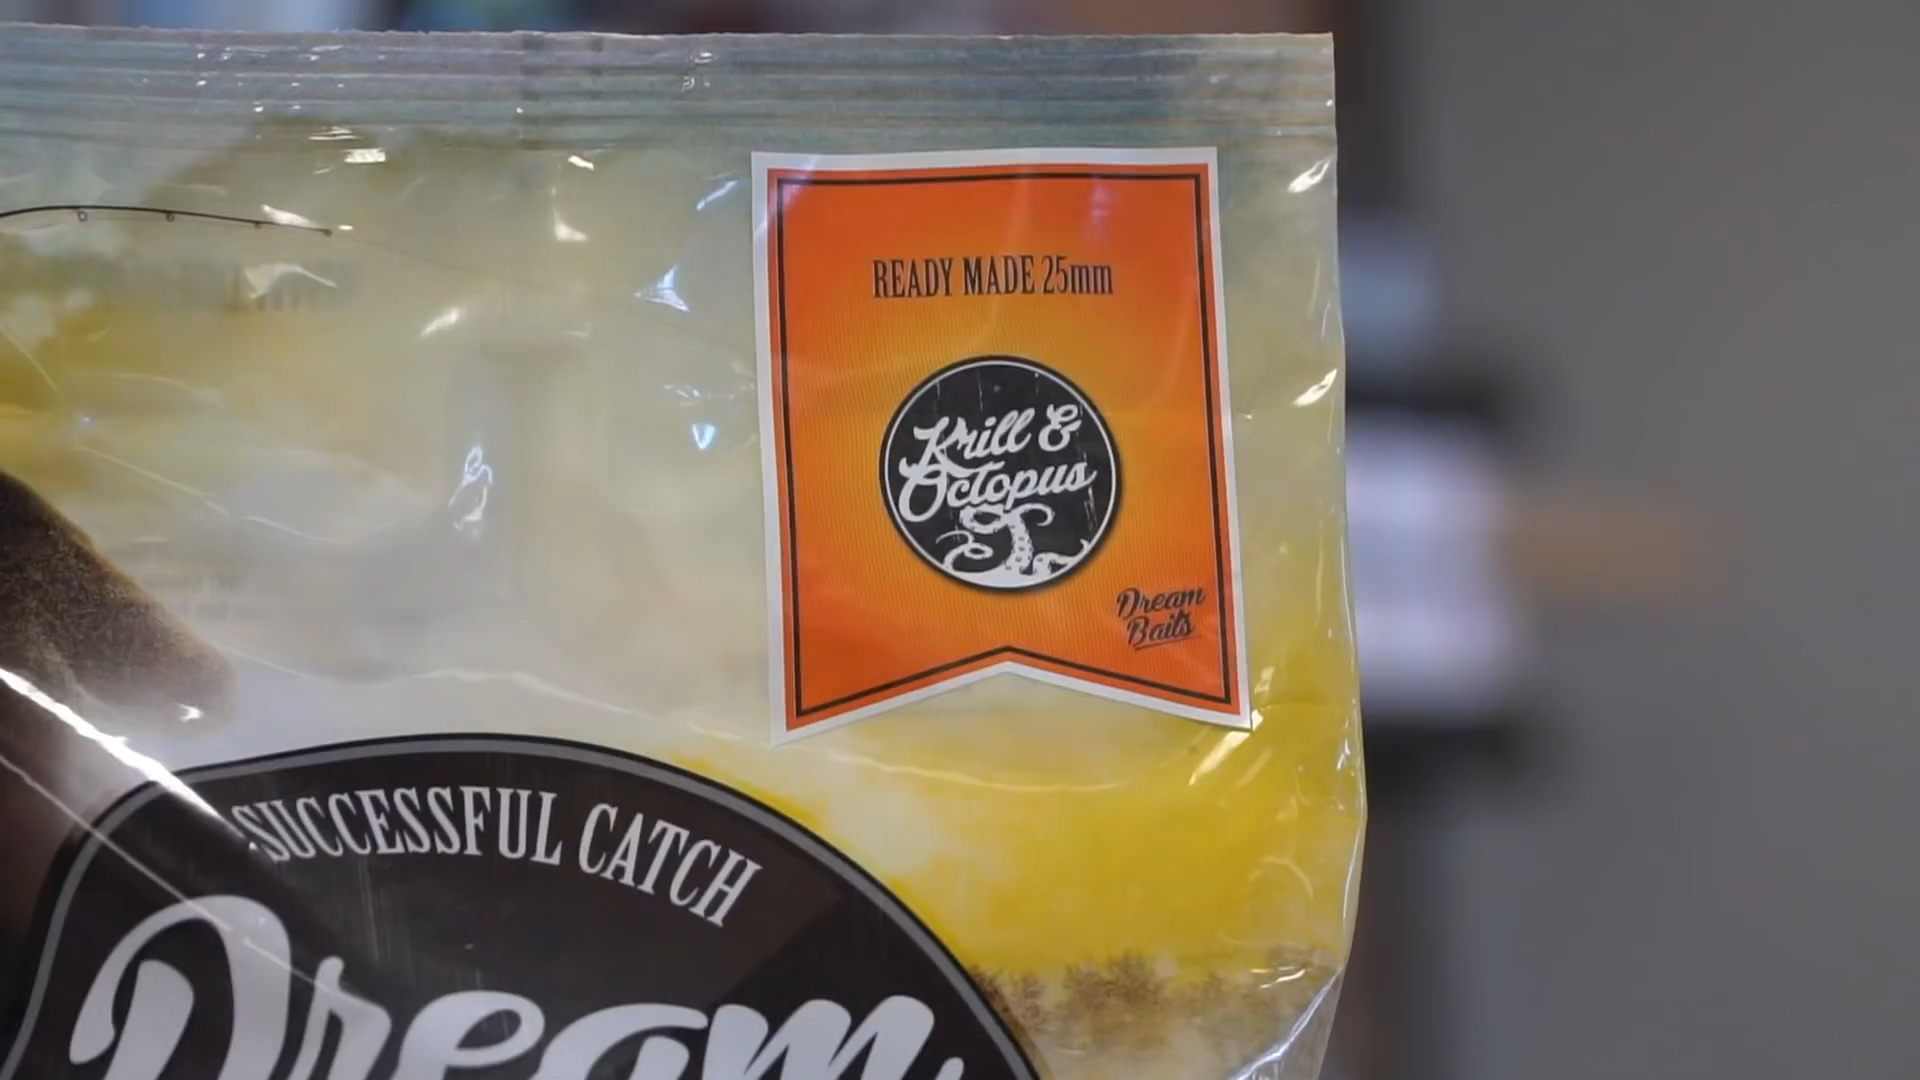 READY MADE 25mm
Krill &
Octopus
Dream
Baits
SUCCESSFUL CATCH
Dream